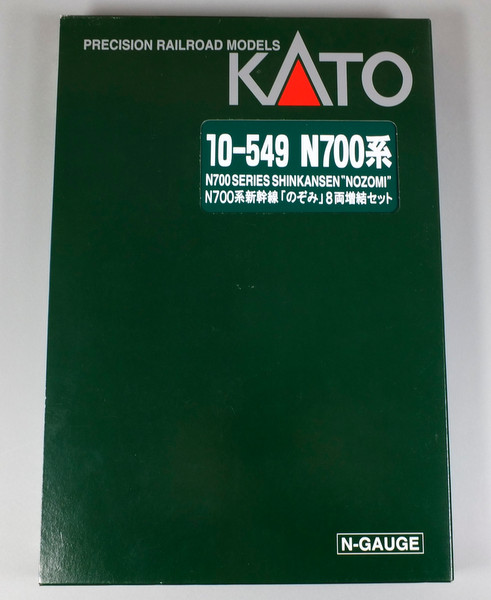 PRECISION RAILROAD MODELS
KATO
10-549 N700系
N700 SERIES SHINKANSEN "NOZOMI"
N700系新幹線「のぞみ」8両増結セット
N-GAUGE